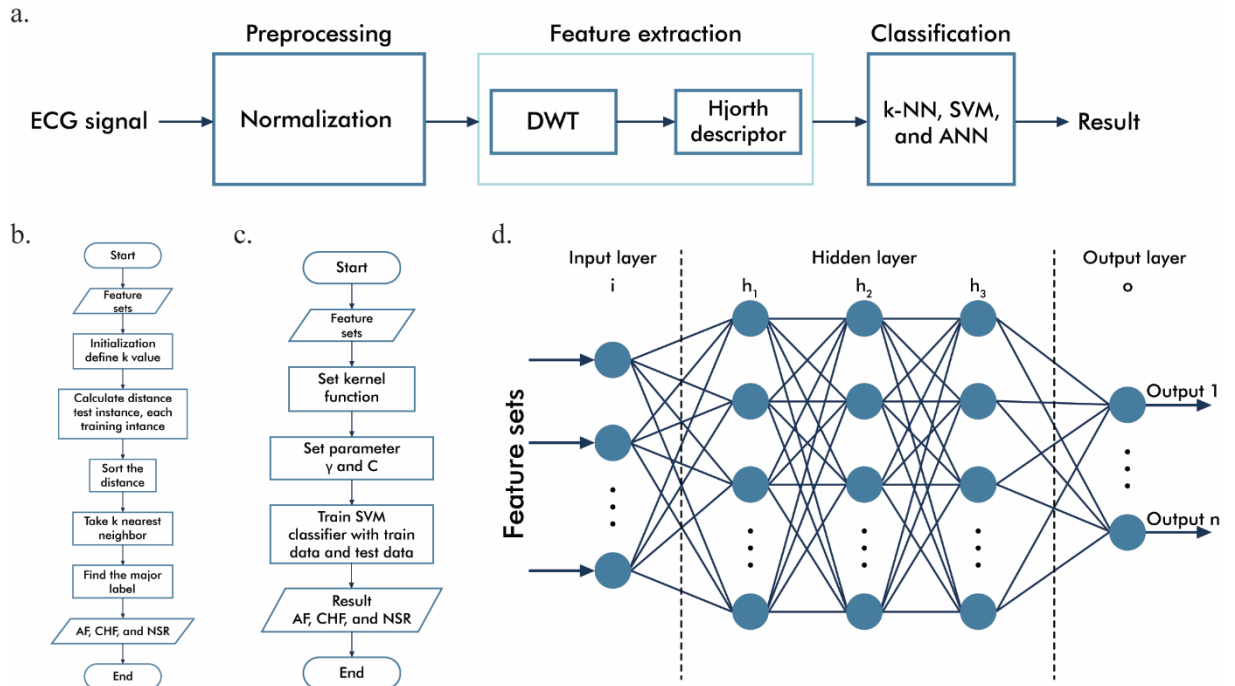 a.
Preprocessing
Feature extraction
Classification
ECG signal
Normalization
DWT
Hjorth
descriptor
k-NN, SVM,
and ANN
Result
b.
Start
Feature
sets
Initialization
define k value
Calculate distance
test instance, each
training intance
Sort the
distance
Take k nearest
neighbor
Find the major
label
AF, CHF, and NSR
End
c.
Start
Feature
sets
Set kernel
function
Set parameter
γ and C
Train SVM
classifier with train
data and test data
Result
AF, CHF, and NSR
End
d.
Input layer
i
Hidden layer
h1
h2
h3
Output layer
o
Feature sets
Output 1
Output n